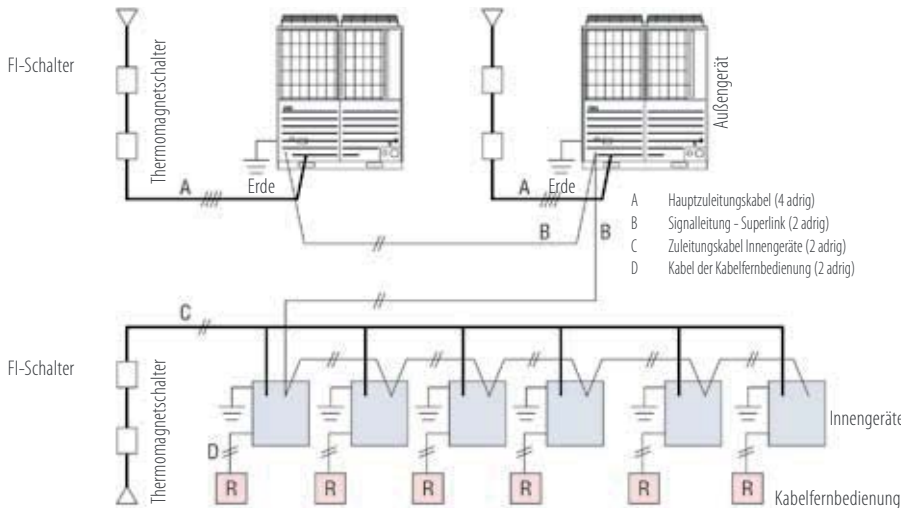 FI-Schalter
Thermomagnetschalter
Außengerät
Erde
Erde
A
A
B
B
A Hauptzuleitungskabel (4 adrig)
B Signalleitung - Superlink (2 adrig)
C Zuleitungskabel Innengeräte (2 adrig)
D Kabel der Kabelfernbedienung (2 adrig)
C
FI-Schalter
Thermomagnetschalter
Innengeräte
D
R R R R R R
Kabelfernbedienung